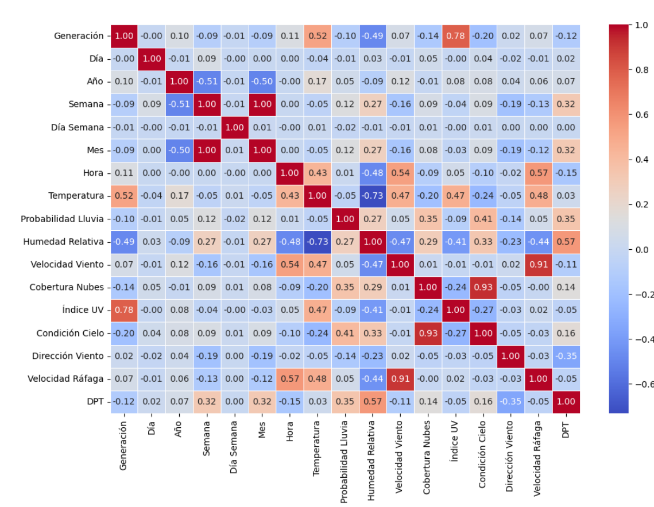 Generación 1.00 -0.00 0.10 -0.09 -0.01 -0.09 0.11 0.52 -0.10 -0.49 0.07 -0.14 0.78 -0.20 0.02 0.07 -0.12
Día -0.00 1.00 -0.01 0.09 -0.00 0.00 0.00 -0.04 -0.01 0.03 -0.01 0.05 -0.00 0.04 -0.02 -0.01 0.02
Año 0.10 -0.01 1.00 -0.51 -0.01 -0.50 -0.00 0.17 0.05 -0.09 0.12 -0.01 0.08 0.08 0.04 0.06 0.07
Semana -0.09 0.09 -0.51 1.00 -0.01 1.00 0.00 -0.05 0.12 0.27 -0.16 0.09 -0.04 0.09 -0.19 -0.13 0.32
Día Semana -0.01 -0.00 -0.01 -0.01 1.00 0.01 -0.00 0.01 -0.02 -0.01 -0.01 0.01 -0.00 0.01 0.00 0.00 0.00
Mes -0.09 0.00 -0.50 1.00 0.01 1.00 0.00 -0.05 0.12 0.27 -0.16 0.08 -0.03 0.09 -0.19 -0.12 0.32
Hora 0.11 0.00 -0.00 0.00 -0.00 0.00 1.00 0.43 0.01 -0.48 0.54 -0.09 0.05 -0.10 -0.02 0.57 -0.15
Temperatura 0.52 -0.04 0.17 -0.05 0.01 -0.05 0.43 1.00 -0.05 -0.73 0.47 -0.20 0.47 -0.24 -0.05 0.48 0.03
Probabilidad Lluvia -0.10 -0.01 0.05 0.12 -0.02 0.12 0.01 -0.05 1.00 0.27 0.05 0.35 -0.09 0.41 -0.14 0.05 0.35
Humedad Relativa -0.49 0.03 -0.09 0.27 -0.01 0.27 -0.48 -0.73 0.27 1.00 -0.47 0.29 -0.41 0.33 -0.23 -0.44 0.57
Velocidad Viento 0.07 -0.01 0.12 -0.16 -0.01 -0.16 0.54 0.47 0.05 -0.47 1.00 0.01 -0.01 -0.01 0.02 0.91 -0.11
Cobertura Nubes -0.14 0.05 -0.01 0.09 0.01 0.08 -0.09 -0.20 0.35 0.29 0.01 1.00 -0.24 0.93 -0.05 -0.00 0.14
Índice UV 0.78 -0.00 0.08 -0.04 -0.00 -0.03 0.05 0.47 -0.09 -0.41 -0.01 -0.24 1.00 -0.27 -0.03 0.02 -0.05
Condición Cielo -0.20 0.04 0.08 0.09 0.01 0.09 -0.10 -0.24 0.41 0.33 -0.01 0.93 -0.27 1.00 -0.05 -0.03 0.16
Dirección Viento 0.02 -0.02 0.04 -0.19 0.00 -0.19 -0.02 -0.05 -0.14 -0.23 0.02 -0.05 -0.03 -0.05 1.00 -0.03 -0.35
Velocidad Ráfaga 0.07 -0.01 0.06 -0.13 0.00 -0.12 0.57 0.48 0.05 -0.44 0.91 -0.00 0.02 -0.03 -0.03 1.00 -0.05
DPT -0.12 0.02 0.07 0.32 0.00 0.32 -0.15 0.03 0.35 0.57 -0.11 0.14 -0.05 0.16 -0.35 -0.05 1.00
Generación
Día
Año
Semana
Día Semana
Mes
Hora
Temperatura
Probabilidad Lluvia
Humedad Relativa
Velocidad Viento
Cobertura Nubes
Índice UV
Condición Cielo
Dirección Viento
Velocidad Ráfaga
DPT
1.0
0.8
0.6
0.4
0.2
0.0
−0.2
−0.4
−0.6